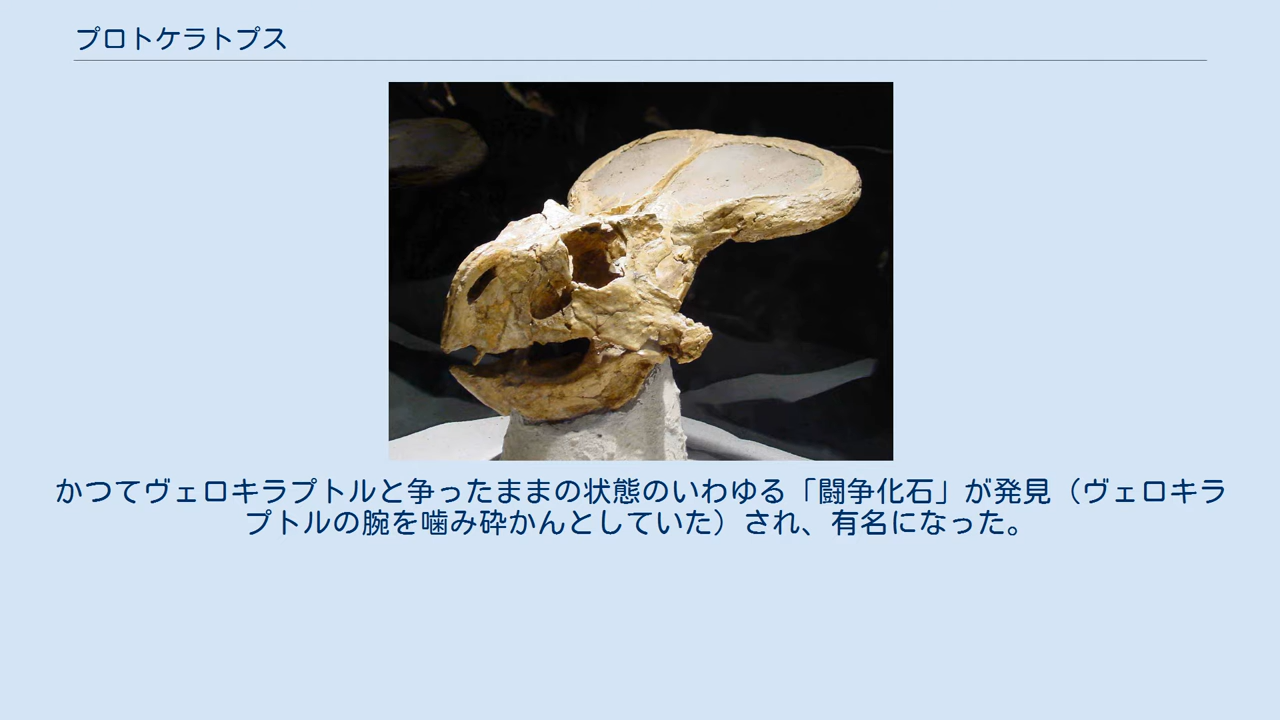 プロトケラトプス
かつてヴェロキラプトルと争ったままの状態のいわゆる「闘争化石」が発見（ヴェロキラ
プトルの腕を噛み砕かんとしていた）され、有名になった。